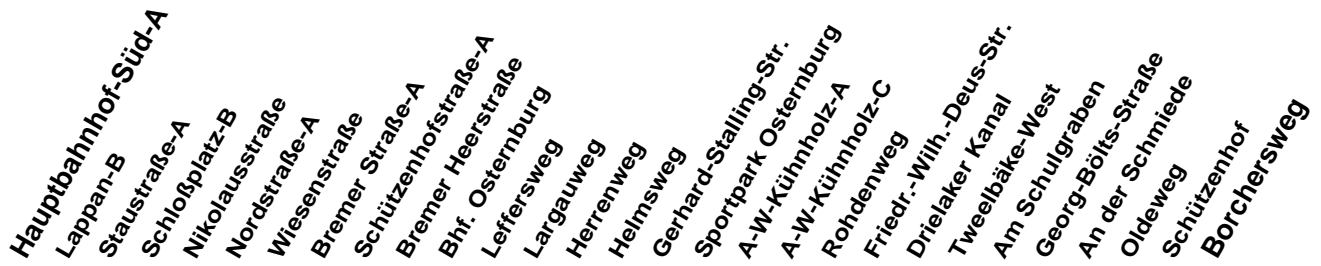 Hauptbahnhof-Süd-A
Lappan-B
Staustraße-A
Schloßplatz-B
Nikolausstraße
Nordstraße-A
Wiesenstraße
Bremer Straße-A
Schützenhofstraße-A
Bremer Heerstraße
Bhf. Osternburg
Leffersweg
Largauweg
Herrenweg
Helmsweg
Gerhard-Stalling-Str.
Sportpark Osternburg
A-W-Kühnholz-A
A-W-Kühnholz-C
Rohdenweg
Friedr.-Wilh.-Deus-Str.
Drielaker Kanal
Tweelbäke-West
Am Schulgraben
Georg-Bölts-Straße
An der Schmiede
Oldeweg
Schützenhof
Borchersweg